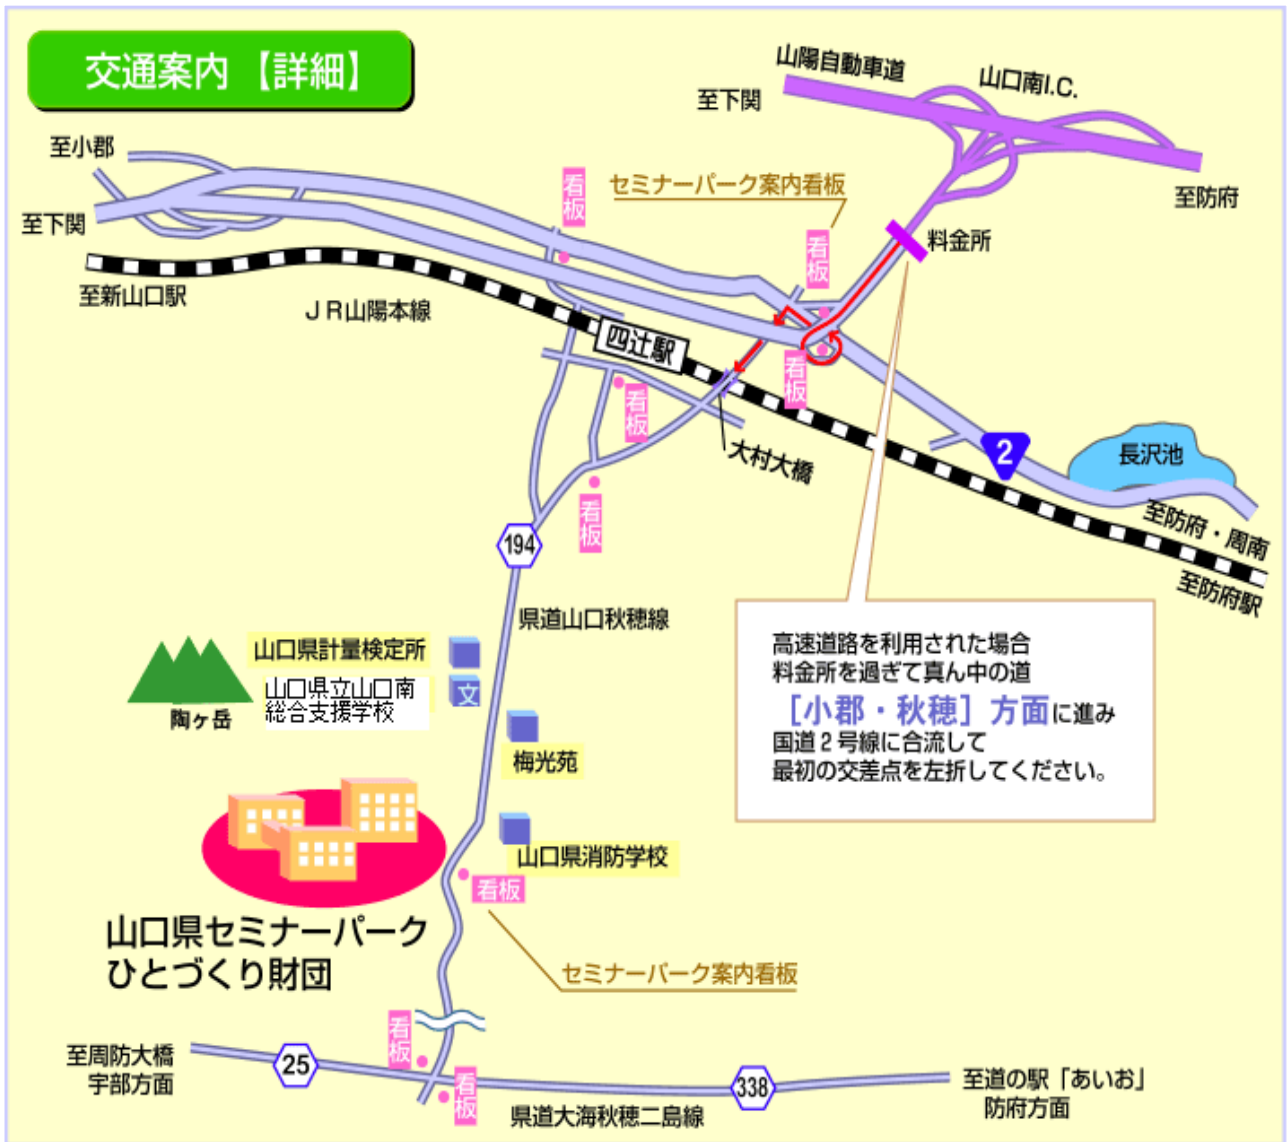 交通案内【詳細】
山陽自動車道
山口南I.C.
至下関
至防府
至小郡
至下関
至新山口駅
ＪＲ山陽本線
看板
セミナーパーク案内看板
看板
料金所
四辻駅
看板
看板
大村大橋
2
長沢池
至防府・周南
至防府駅
看板
194
県道山口秋穂線
高速道路を利用された場合
料金所を過ぎて真ん中の道
［小郡・秋穂］方面に進み
国道２号線に合流して
最初の交差点を左折してください。
山口県計量検定所
山口県立山口南
総合支援学校
文
陶ヶ岳
梅光苑
山口県消防学校
看板
山口県セミナーパーク
ひとづくり財団
セミナーパーク案内看板
看板
至周防大橋
宇部方面
25
看板
県道大海秋穂二島線
338
至道の駅「あいお」
防府方面